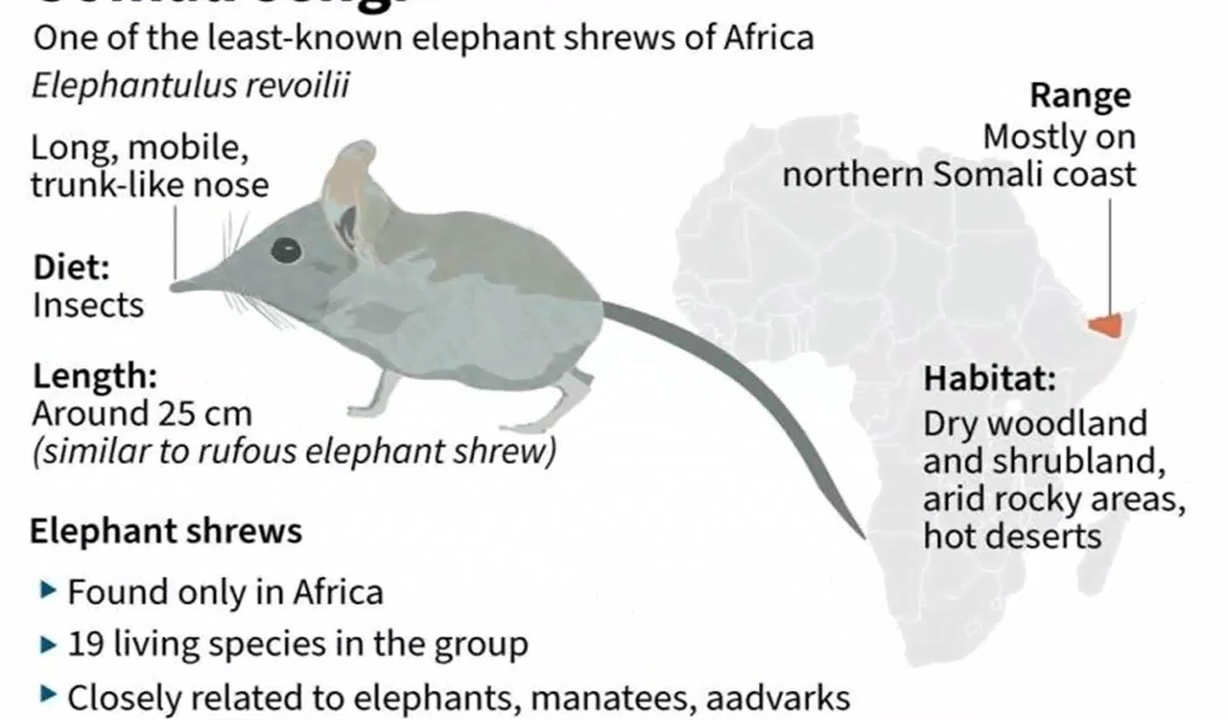 One of the least-known elephant shrews of Africa
Elephantulus revoilii
Long, mobile,
trunk-like nose
Diet:
Insects
Length:
Around 25 cm
(similar to rufous elephant shrew)
Range
Mostly on
northern Somali coast
Habitat:
Dry woodland
and shrubland,
arid rocky areas,
hot deserts
Elephant shrews
▶ Found only in Africa
▶ 19 living species in the group
▶ Closely related to elephants, manatees, aadvarks